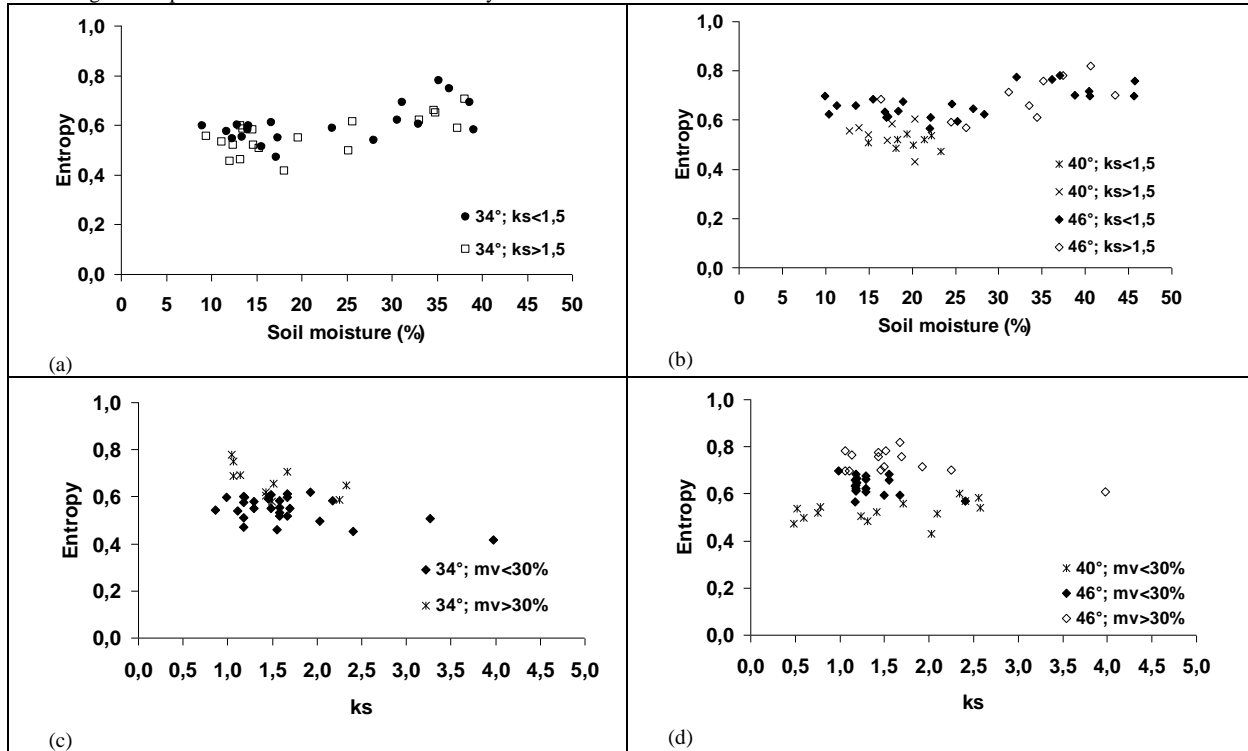 1,0
0,8
0,6
0,4
0,2
0,0
Entropy
34°; ks<1,5
34°; ks>1,5
0 5 10 15 20 25 30 35 40 45 50
Soil moisture (%)
(a)
1,0
0,8
0,6
0,4
0,2
0,0
Entropy
40°; ks<1,5
40°; ks>1,5
46°; ks<1,5
46°; ks>1,5
0 5 10 15 20 25 30 35 40 45 50
Soil moisture (%)
(b)
1,0
0,8
0,6
0,4
0,2
0,0
Entropy
34°; mv<30%
34°; mv>30%
0,0 0,5 1,0 1,5 2,0 2,5 3,0 3,5 4,0 4,5 5,0
ks
(c)
1,0
0,8
0,6
0,4
0,2
0,0
Entropy
40°; mv<30%
46°; mv<30%
46°; mv>30%
0,0 0,5 1,0 1,5 2,0 2,5 3,0 3,5 4,0 4,5 5,0
ks
(d)